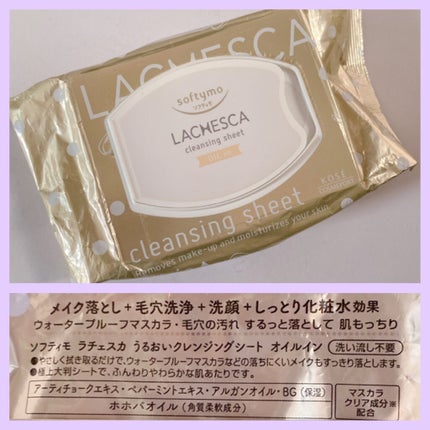 LACHESCA
softymo
ソフティモ
LACHESCA
cleansing sheet
KOSÉ
COSMEPORT
cleansing sheet
Removes make-up and moisturizes your skin.
メイク落とし+毛穴洗浄+洗顔+しっとり化粧水効果
ウォータープルーフマスカラ・毛穴の汚れ するっと落として 肌もっちり
ソフティモ ラチェスカ うるおいクレンジングシート オイルイン 洗い流し不要
●やさしく拭き取るだけで、ウォータープルーフマスカラなどの落ちにくいメイクもすっきり落とします。
●極上大判シートで、ふんわりやわらかな肌あたりです。
アーティチョークエキス・ペパーミントエキス・アルガンオイル・BG(保湿)
ホホバオイル(角質柔軟成分)
マスカラ
クリア成分※
配合